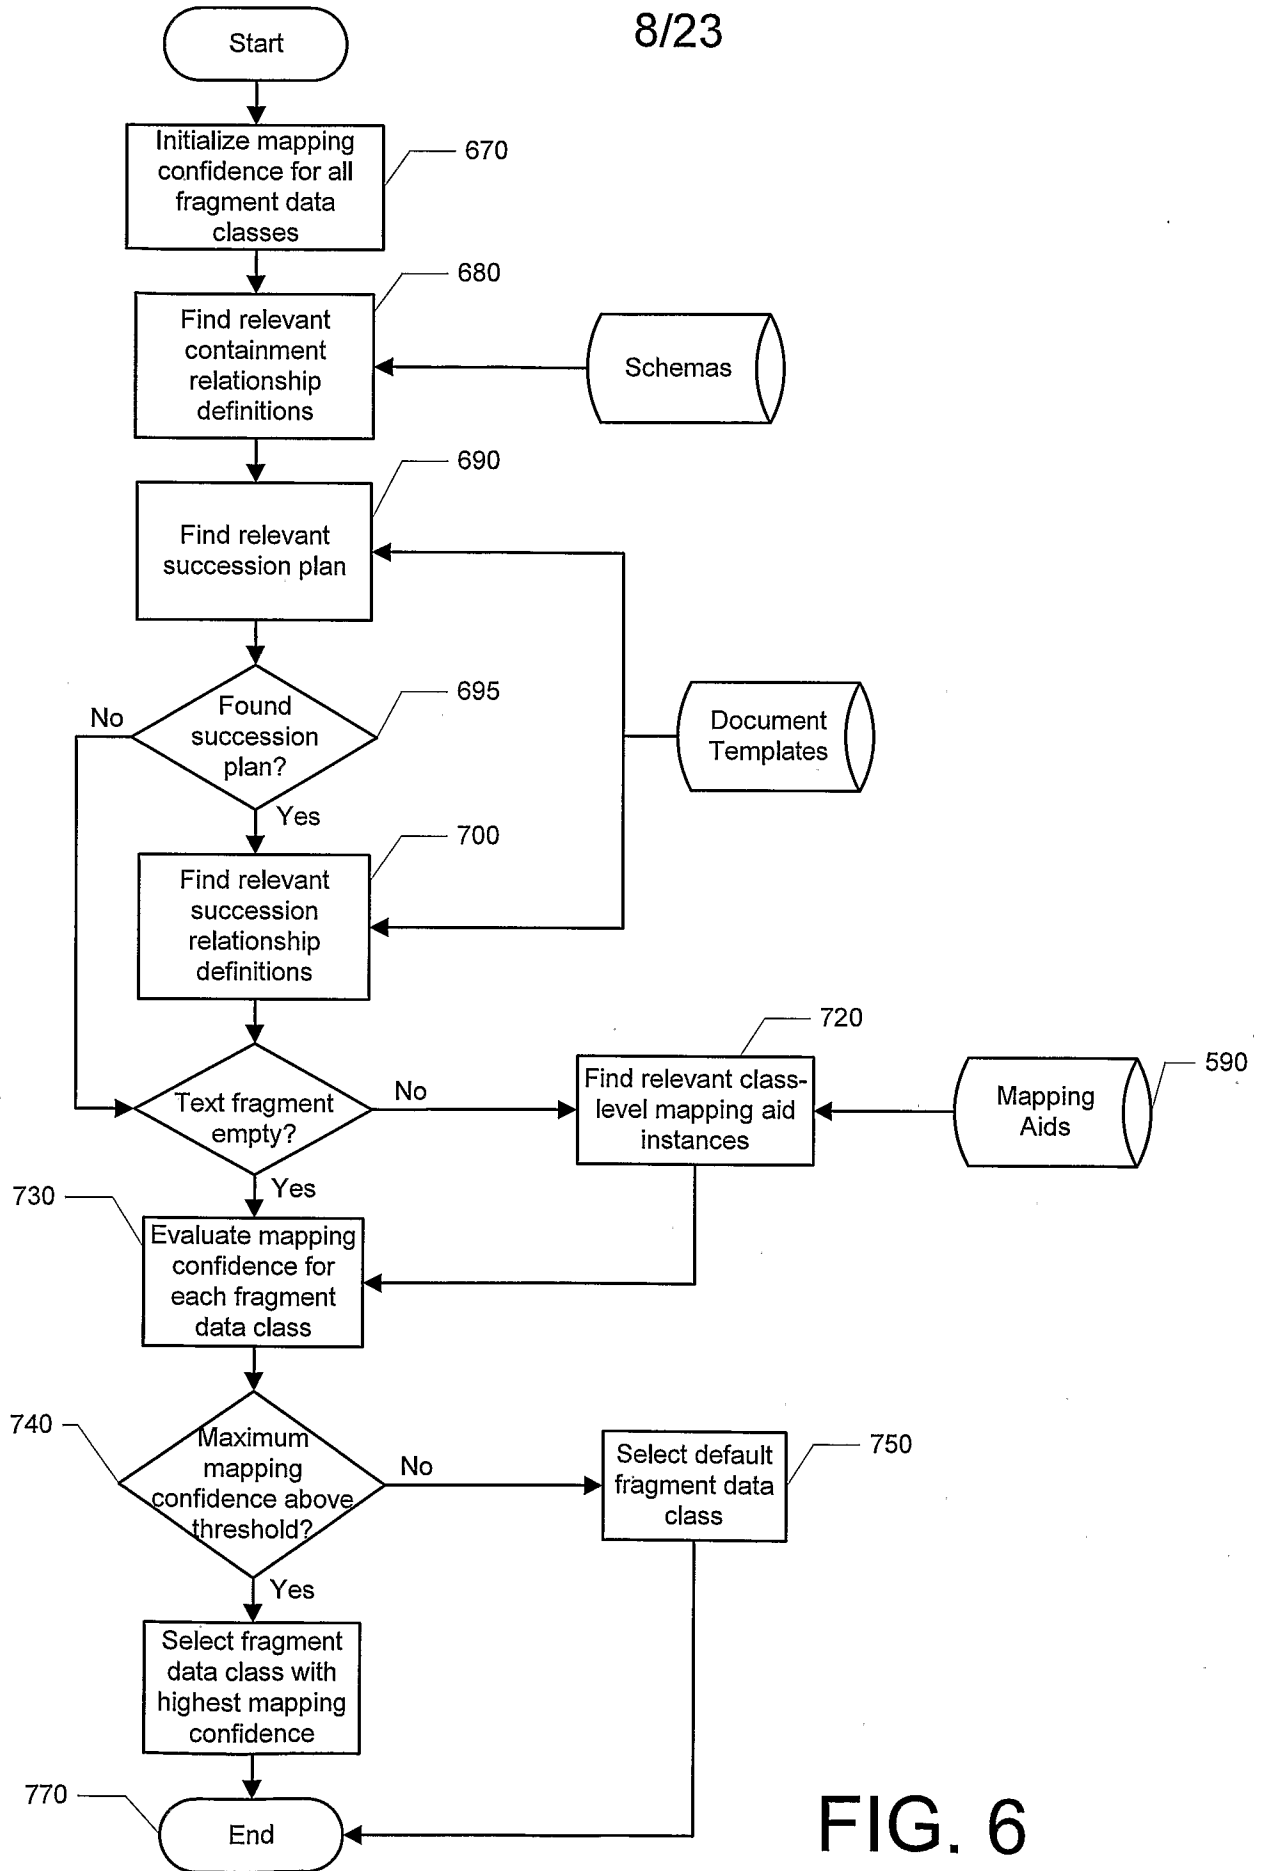 8/23
Start
Initialize mapping
confidence for all
fragment data
classes
670
680
Find relevant
containment
relationship
definitions
Schemas
690
Find relevant
succession plan
695
No
Found
succession
plan?
Document
Templates
Yes
700
Find relevant
succession
relationship
definitions
720
590
Text fragment
empty?
No
Find relevant class-
level mapping aid
instances
Mapping
Aids
Yes
730
Evaluate mapping
confidence for
each fragment
data class
740
Maximum
mapping
confidence above
threshold?
No
Select default
fragment data
class
750
Yes
Select fragment
data class with
highest mapping
confidence
770
End
FIG. 6